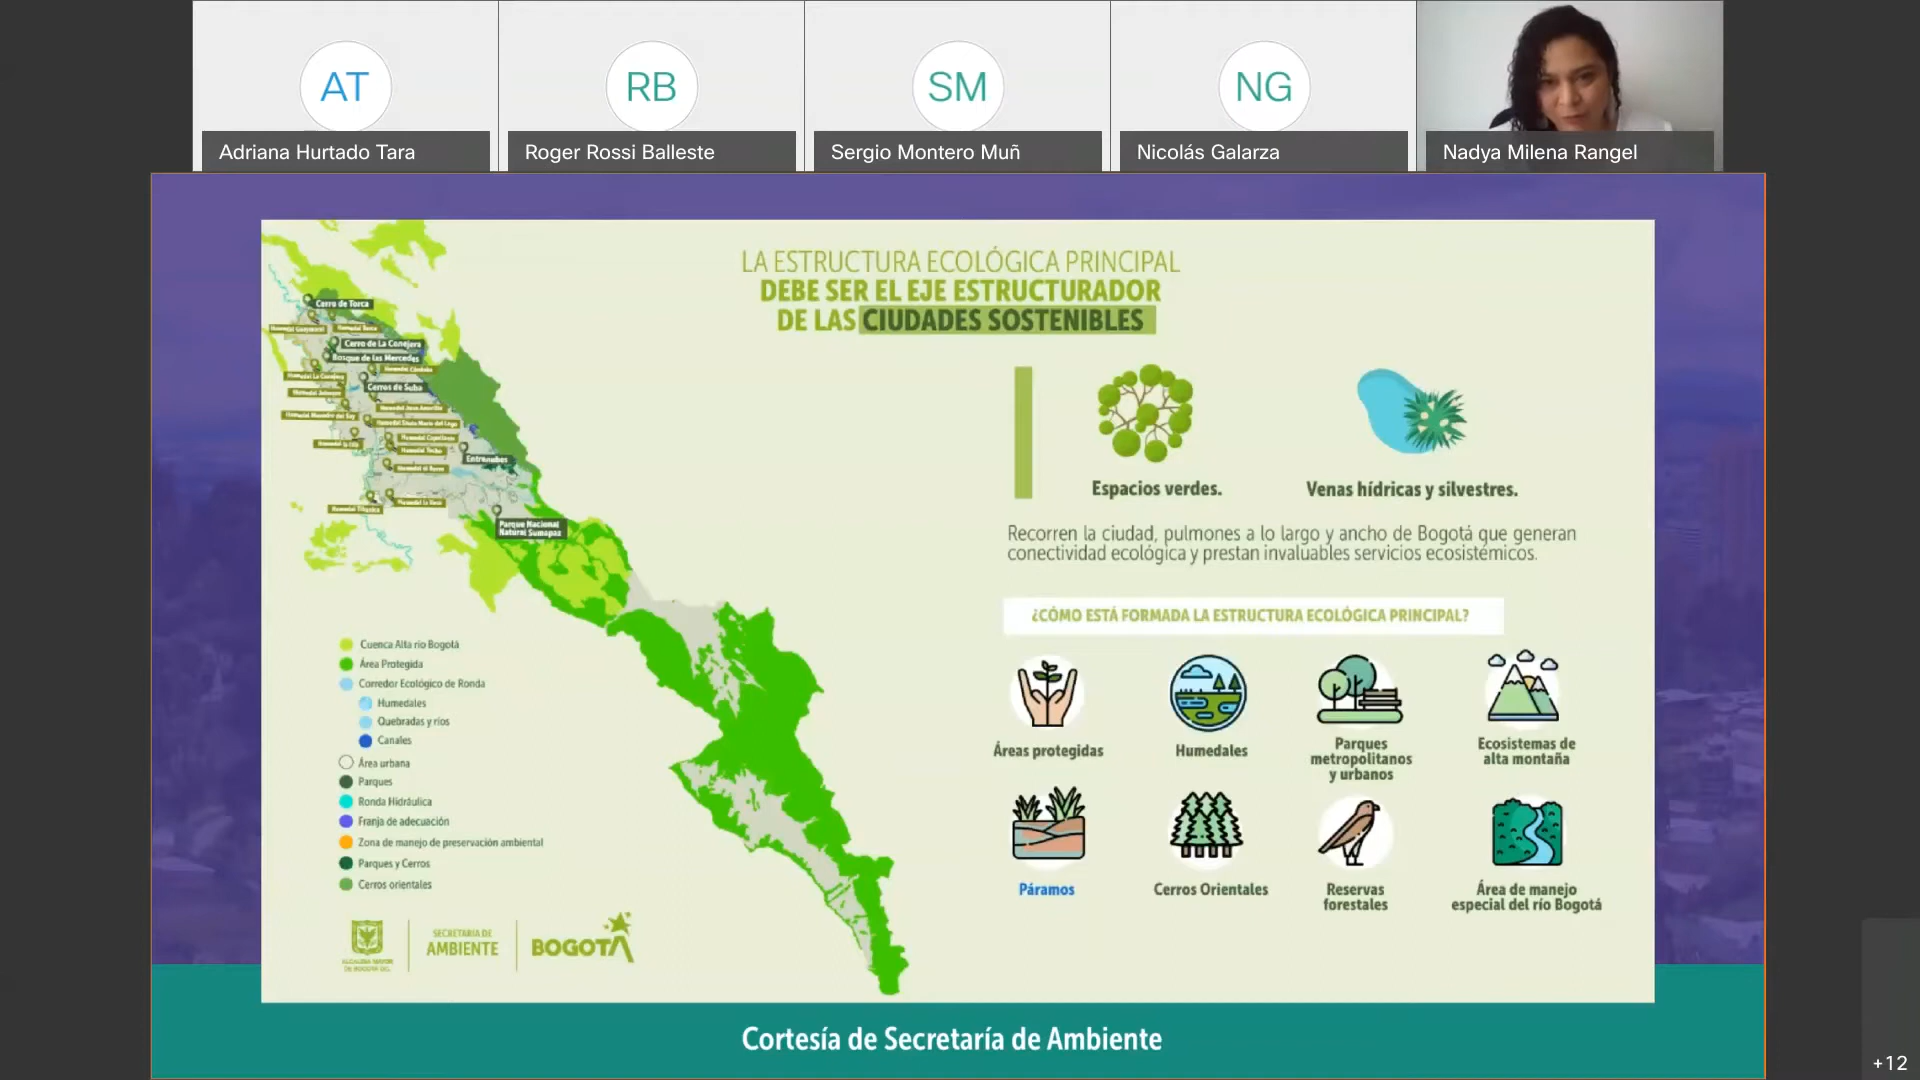 AT
RB
SM
NG
Adriana Hurtado Tara
Roger Rossi Balleste
Sergio Montero Muñ
Nicolás Galarza
Nadya Milena Rangel
LA ESTRUCTURA ECOLÓGICA PRINCIPAL
DEBE SER EL EJE ESTRUCTURADOR
DE LAS CIUDADES SOSTENIBLES
Cerro de Torca
Cerro de La Conejera
Bosque de las Mercedes
Cerros de Suba
Entrenubes
Parque Nacional
Natural Sumapaz
Espacios verdes.
Venas hídricas y silvestres.
Recorren la ciudad, pulmones a lo largo y ancho de Bogotá que generan
conectividad ecológica y prestan invaluables servicios ecosistémicos.
¿CÓMO ESTÁ FORMADA LA ESTRUCTURA ECOLÓGICA PRINCIPAL?
Áreas protegidas
Humedales
Parques
metropolitanos
y urbanos
Ecosistemas de
alta montaña
Páramos
Cerros Orientales
Reservas
forestales
Área de manejo
especial del río Bogotá
Cuenca Alta río Bogotá
Área Protegida
Corredor Ecológico de Ronda
Humedales
Quebradas y ríos
Canales
Área urbana
Parques
Ronda Hidráulica
Franja de adecuación
Zona de manejo de preservación ambiental
Parques y Cerros
Cerros orientales
ALCALDÍA MAYOR
DE BOGOTÁ D.C.
SECRETARÍA DE
AMBIENTE
BOGOTÁ
Cortesía de Secretaría de Ambiente
+12